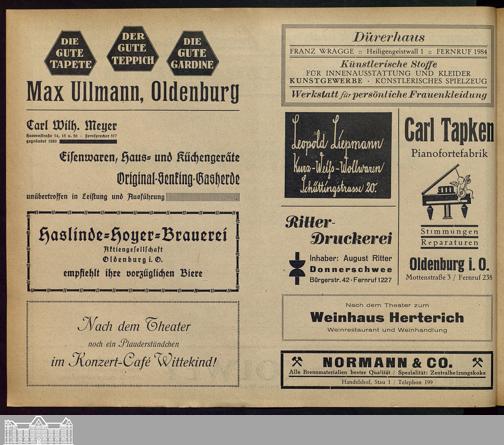 DIE
GUTE
TAPETE
DER
GUTE
TEPPICH
DIE
GUTE
GARDINE
Max Ullmann, Oldenburg
Carl Wilh. Meyer
gegründet
Eisenwaren, Haus- und Küchengeräte
Original-Senking-Gasherde
unübertroffen in Leistung und Ausführung
Haslinde-Hoyer-Brauerei
Aktiengesellschaft
Oldenburg i. O.
empfiehlt ihre vorzüglichen Biere
Nach dem Theater
noch ein Plauderstündchen
im Konzert-Café Wittekind!
Dürerhaus
FRANZ WRAGGE :: Heiligengeistwall 1 :: FERNRUF 1984
Künstlerische Stoffe
FÜR INNENAUSSTATTUNG UND KLEIDER
KUNSTGEWERBE · KÜNSTLERISCHES SPIELZEUG
Werkstatt für persönliche Frauenkleidung
Leopold Liepmann
Kurz-Weiß-Wollwaren
Schüttingstrasse 20.
Carl Tapken
Pianofortefabrik
Stimmungen
Reparaturen
Oldenburg i. O.
Mottenstraße 3 / Fernruf 238
Ritter-
Druckerei
Inhaber: August Ritter
Donnerschwee
Bürgerstr. 42 · Fernruf 1227
Nach dem Theater zum
Weinhaus Herterich
Weinrestaurant und Weinhandlung
NORMANN & CO.
Alle Brennmaterialien bester Qualität / Spezialität: Zentralheizungskoks
Handelshof, Stau 1 / Telephon 199